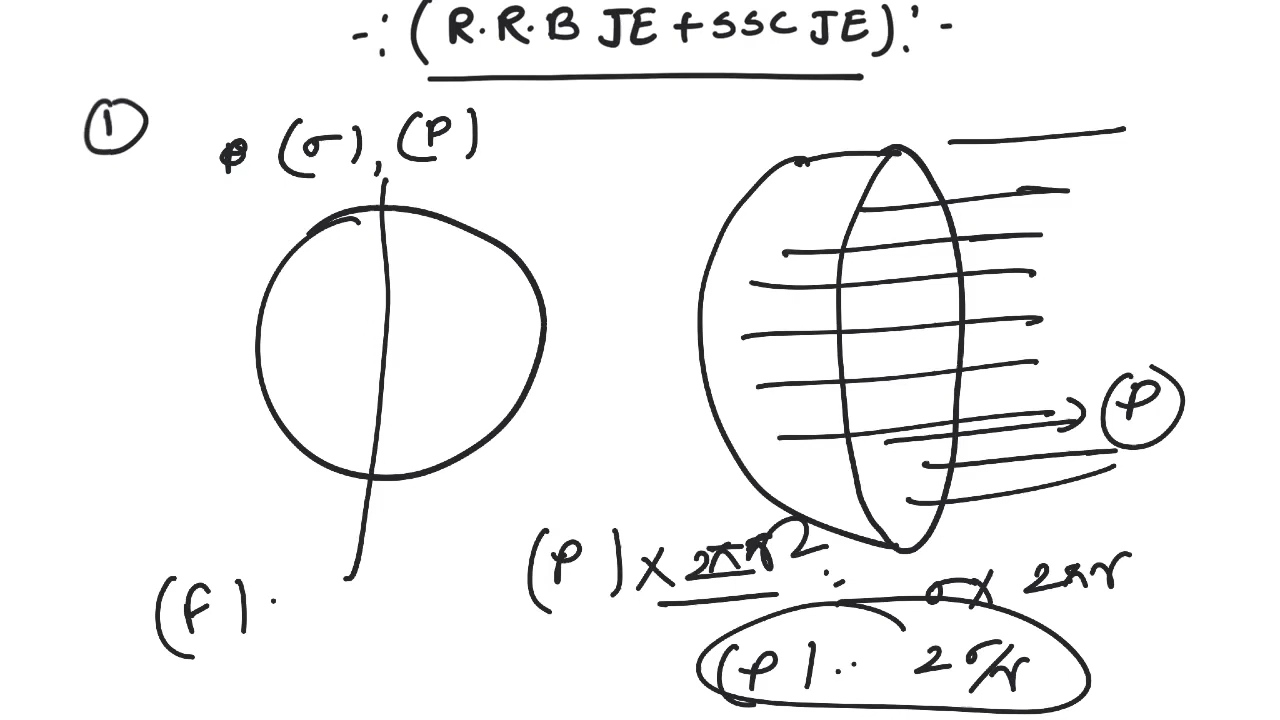 -: (R.R.B JE + SSC JE) :-
① (σ), (P)
(P)
(P) × 2πr² = σ × 2πr
(F) .
(P) = 2σ/r